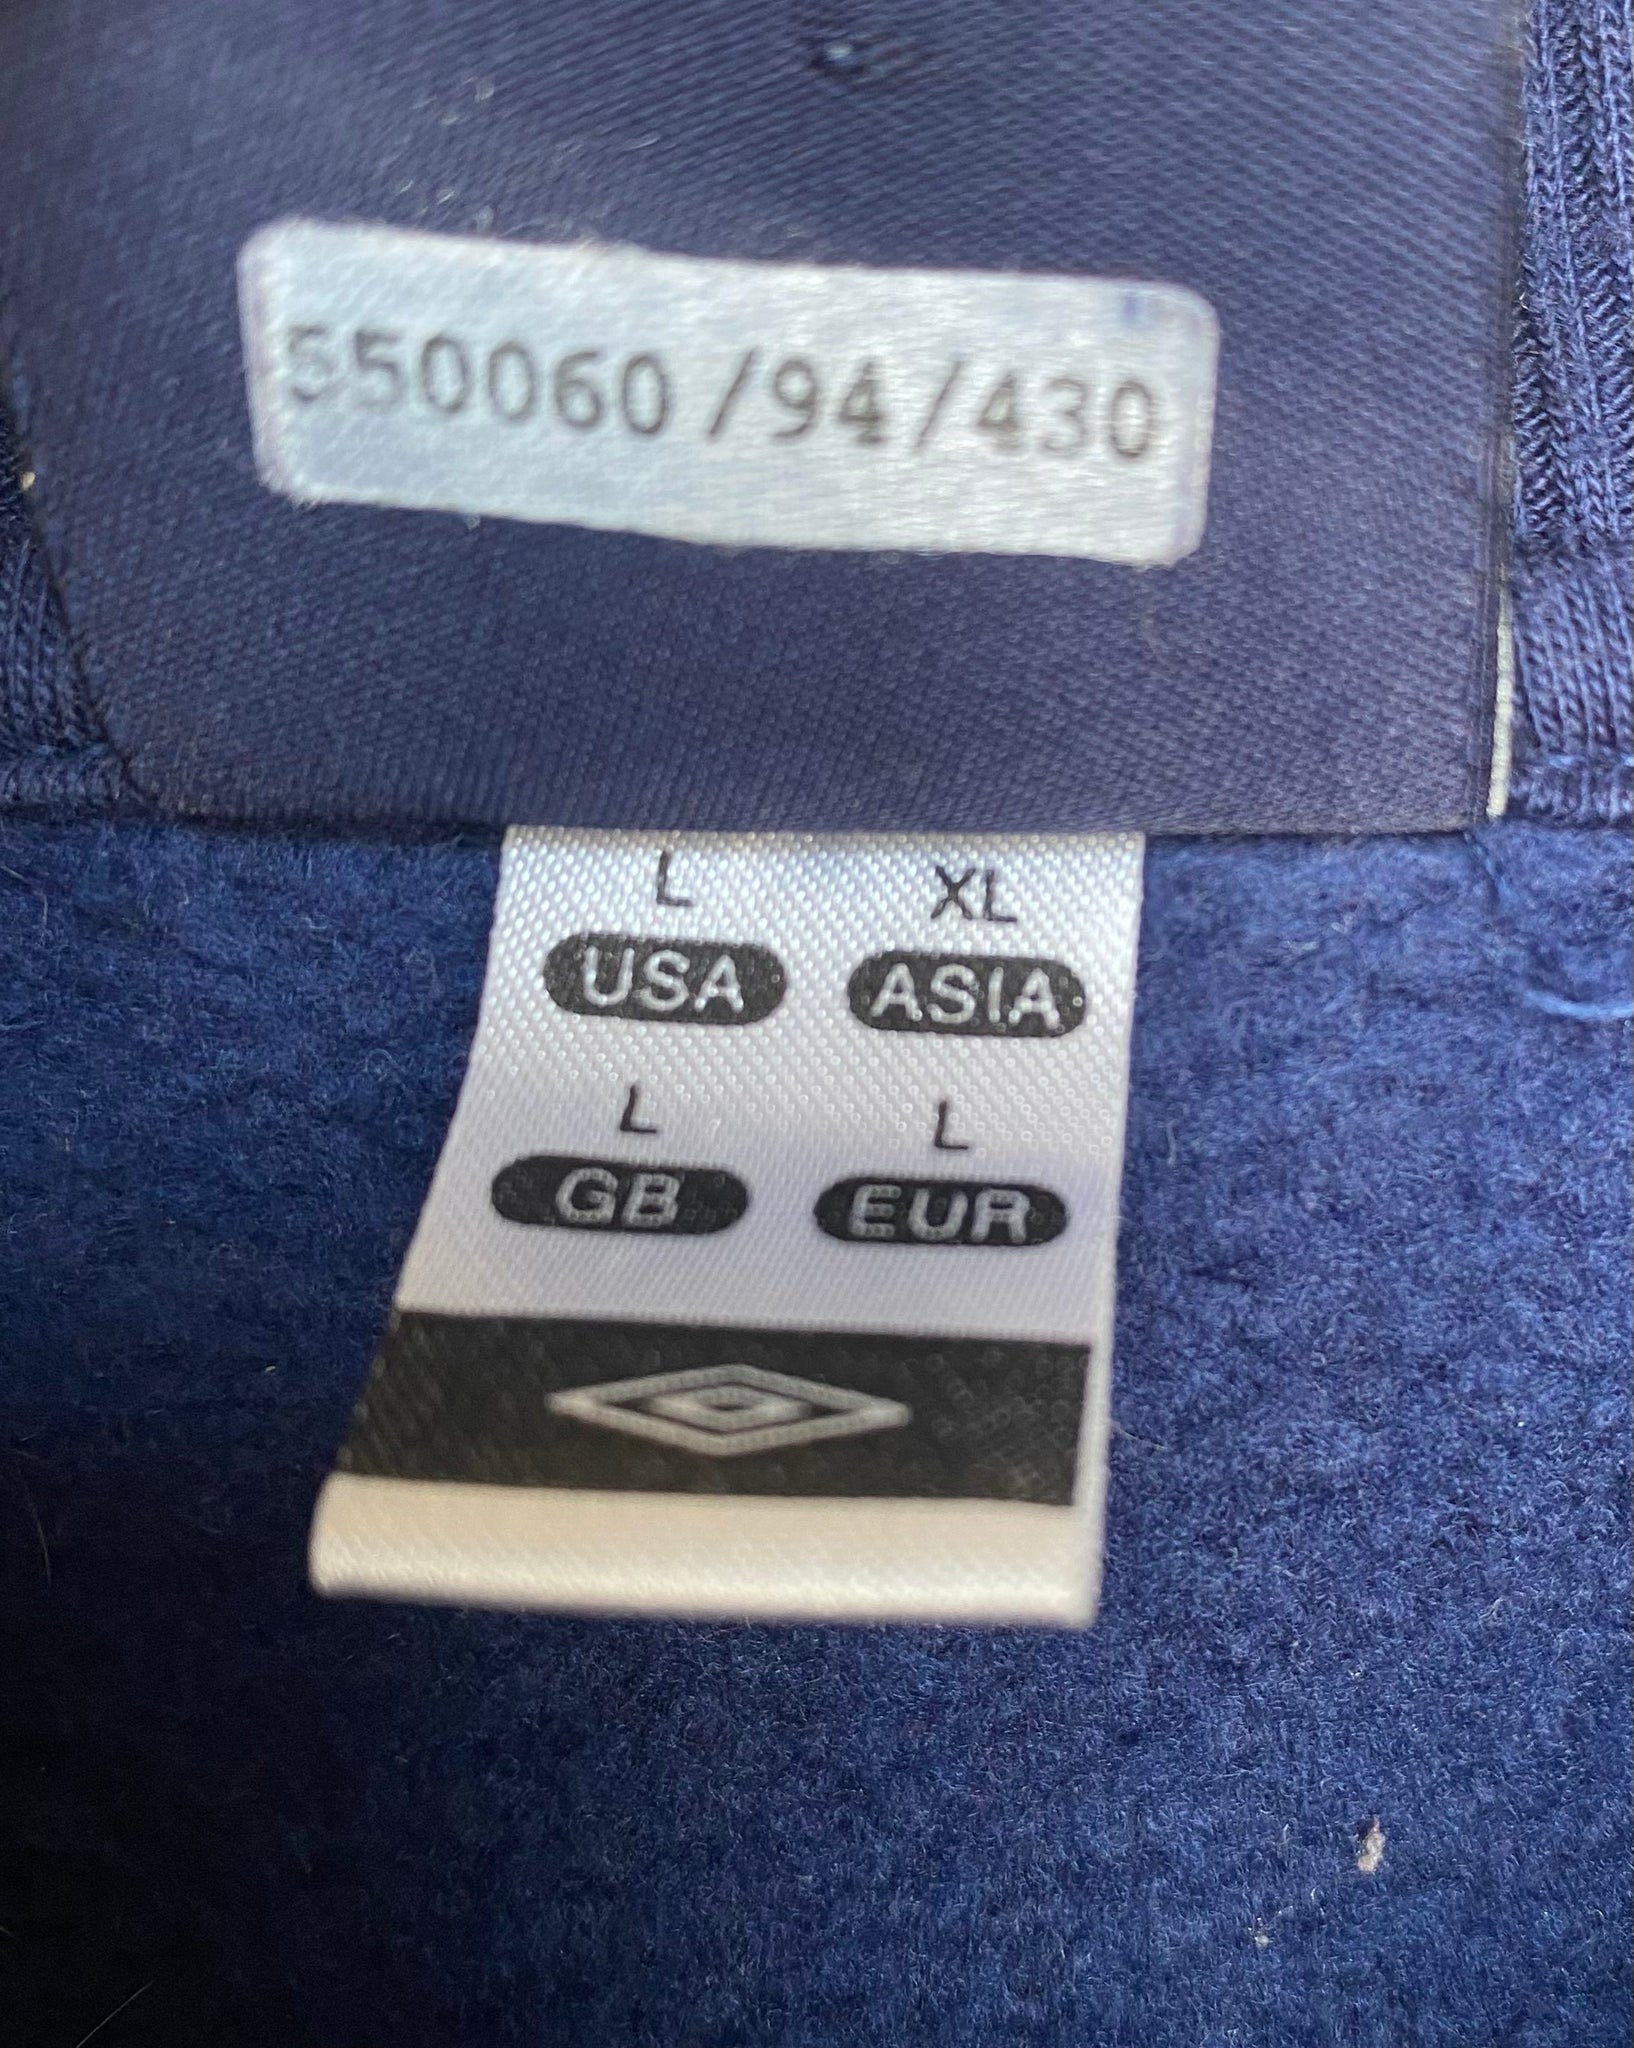 550060/94/430
L XL
USA ASIA
L L
GB EUR